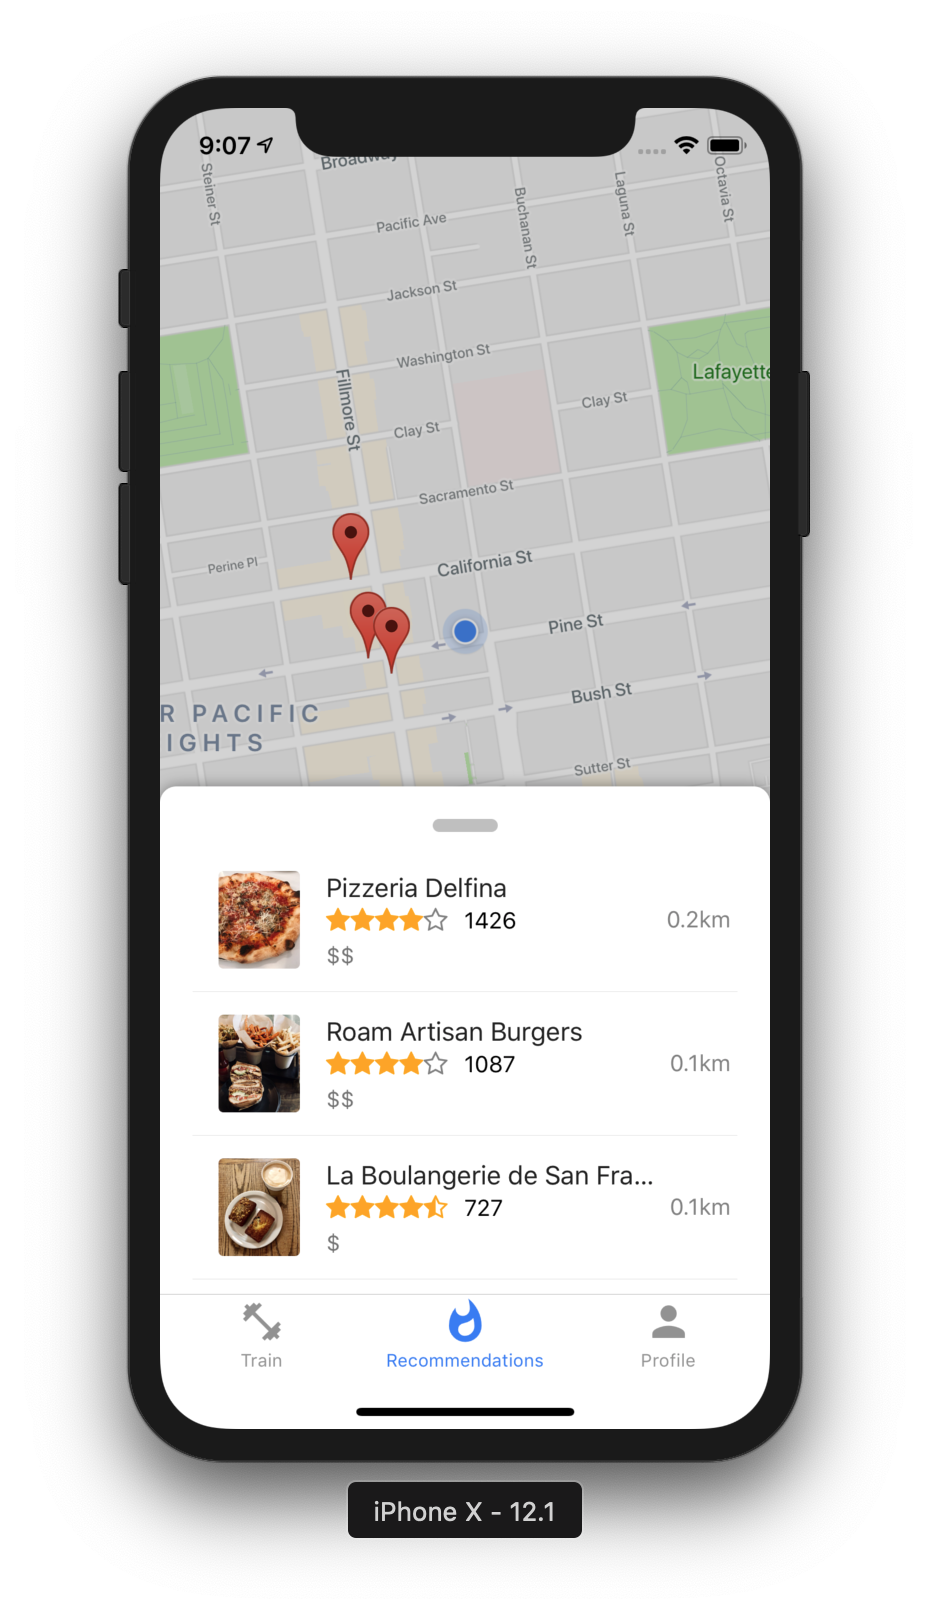 9:07
Broadway
Steiner St
Octavia St
Laguna St
Buchanan St
Pacific Ave
Jackson St
Washington St
Lafayette
Fillmore St
Clay St
Clay St
Sacramento St
California St
Perine Pl
Pine St
Bush St
R PACIFIC
IGHTS
Sutter St
Pizzeria Delfina
1426
0.2km
$$
Roam Artisan Burgers
1087
0.1km
$$
La Boulangerie de San Fra...
727
0.1km
$
Train
Recommendations
Profile
iPhone X - 12.1